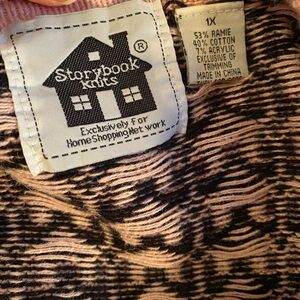 Storybook
knits
®
Exclusively for
Home Shopping Network
1X
53% RAMIE
40% COTTON
7% ACRYLIC
EXCLUSIVE OF
TRIMMING
MADE IN CHINA